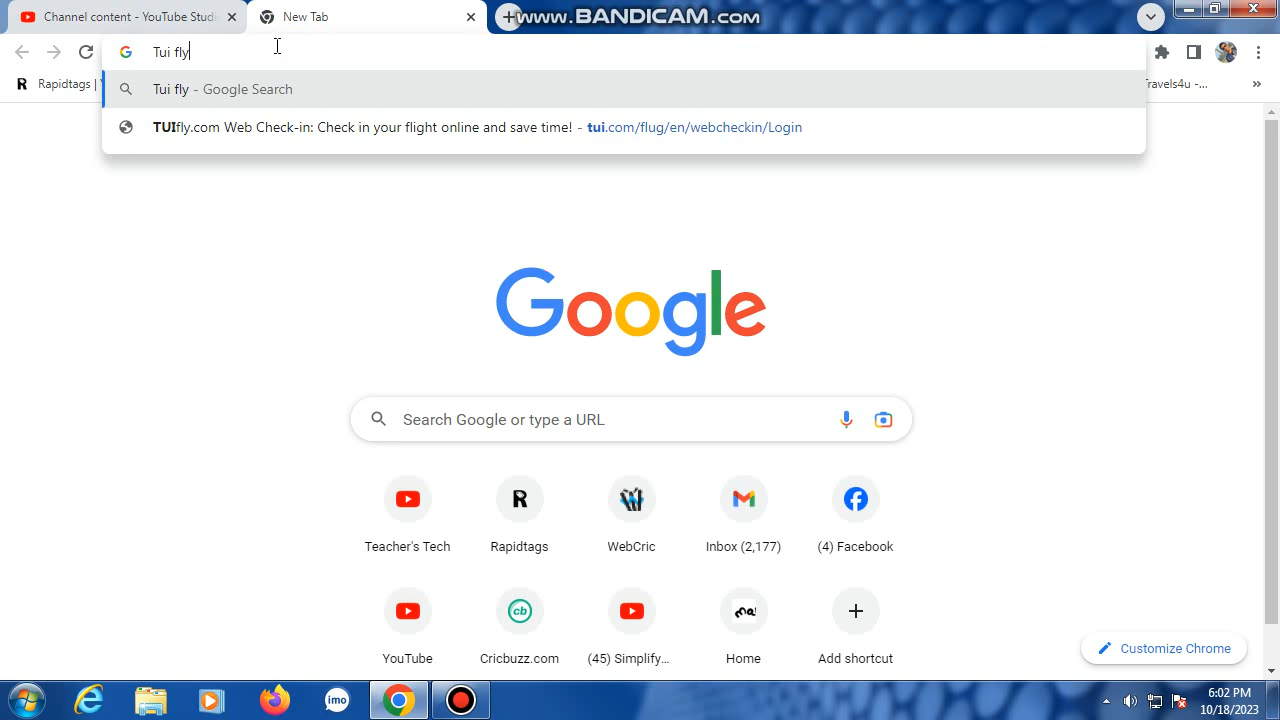 Channel content - YouTube Studi
New Tab
www.BANDICAM.com
Tui fly
Tui fly - Google Search
TUIfly.com Web Check-in: Check in your flight online and save time! - tui.com/flug/en/webcheckin/Login
R Rapidtags |
ravels4u -...
»
Google
Search Google or type a URL
R
Teacher's Tech
Rapidtags
WebCric
Inbox (2,177)
(4) Facebook
cb
YouTube
Cricbuzz.com
(45) Simplify...
Home
Add shortcut
Customize Chrome
imo
6:02 PM
10/18/2023